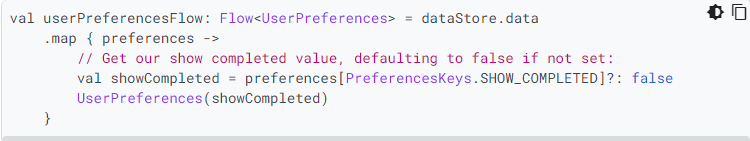 val userPreferencesFlow: Flow<UserPreferences> = dataStore.data
    .map { preferences ->
        // Get our show completed value, defaulting to false if not set:
        val showCompleted = preferences[PreferencesKeys.SHOW_COMPLETED]?: false
        UserPreferences(showCompleted)
    }